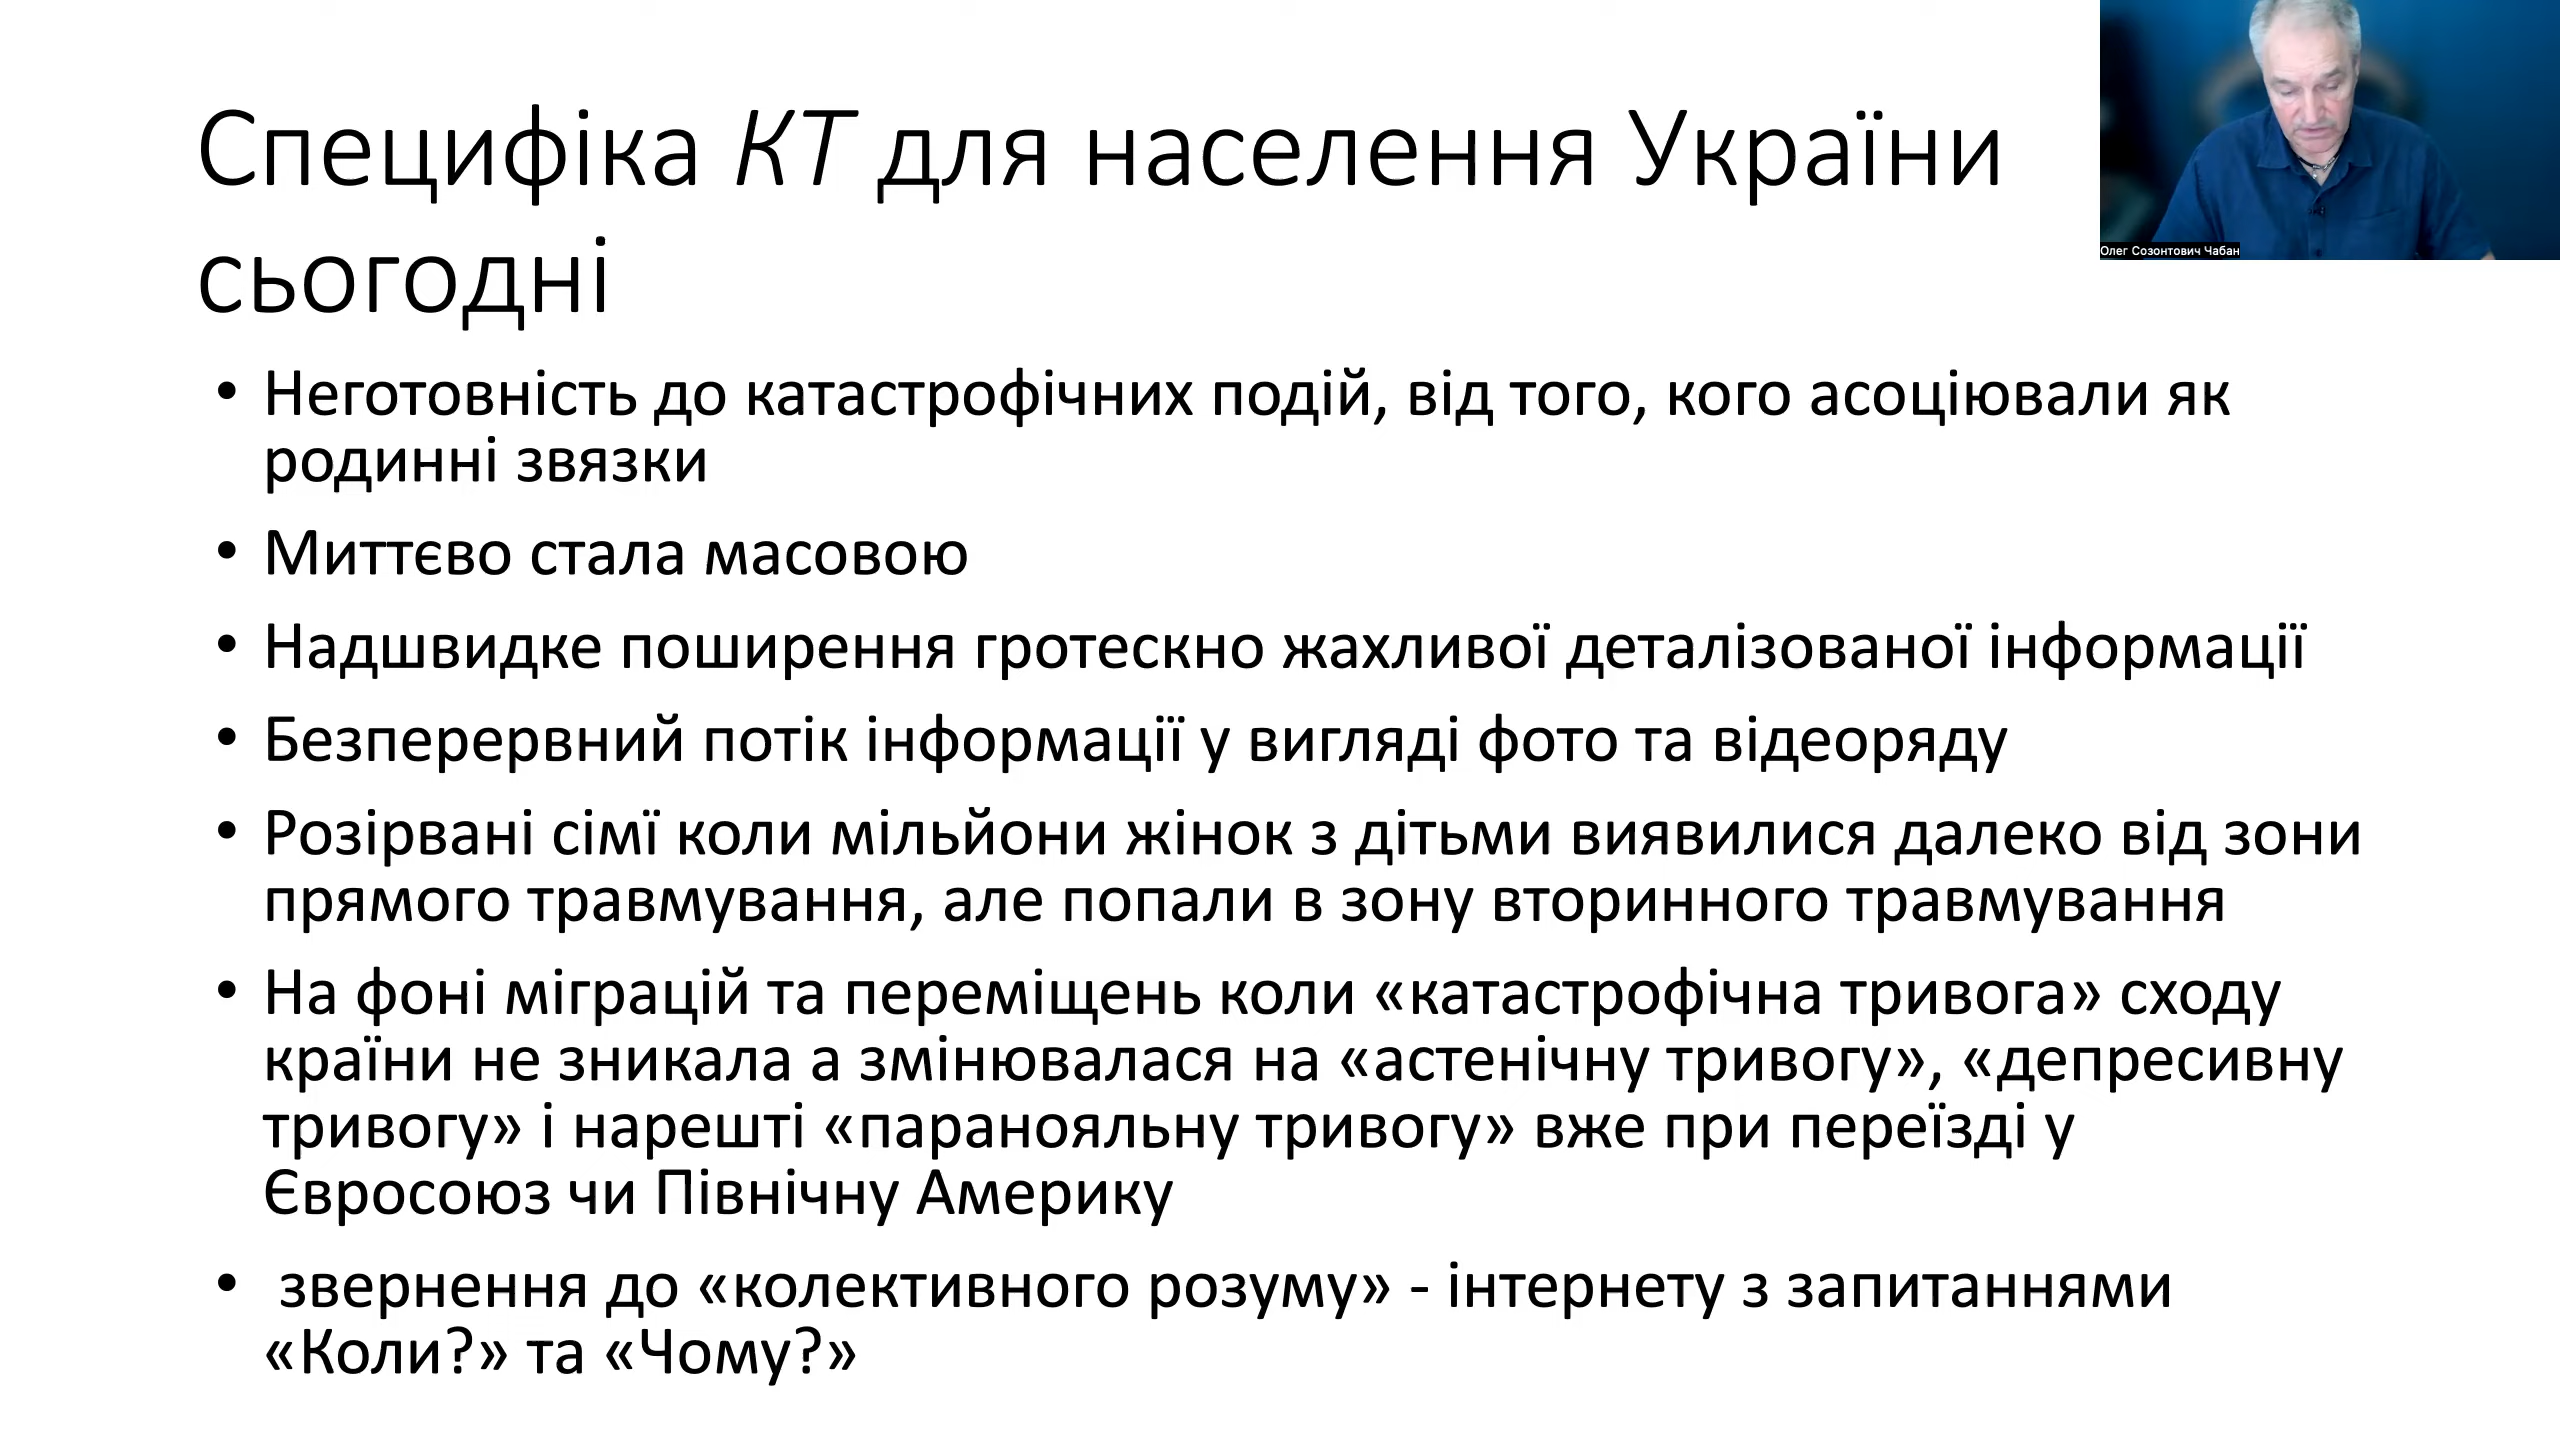 Специфіка КТ для населення України
сьогодні
Олег Созонтович Чабан
• Неготовність до катастрофічних подій, від того, кого асоціювали як
родинні звязки
• Миттєво стала масовою
• Надшвидке поширення гротескно жахливої деталізованої інформації
• Безперервний потік інформації у вигляді фото та відеоряду
• Розірвані сімї коли мільйони жінок з дітьми виявилися далеко від зони
прямого травмування, але попали в зону вторинного травмування
• На фоні міграцій та переміщень коли «катастрофічна тривога» сходу
країни не зникала а змінювалася на «астенічну тривогу», «депресивну
тривогу» і нарешті «паранояльну тривогу» вже при переїзді у
Євросоюз чи Північну Америку
• звернення до «колективного розуму» - інтернету з запитаннями
«Коли?» та «Чому?»